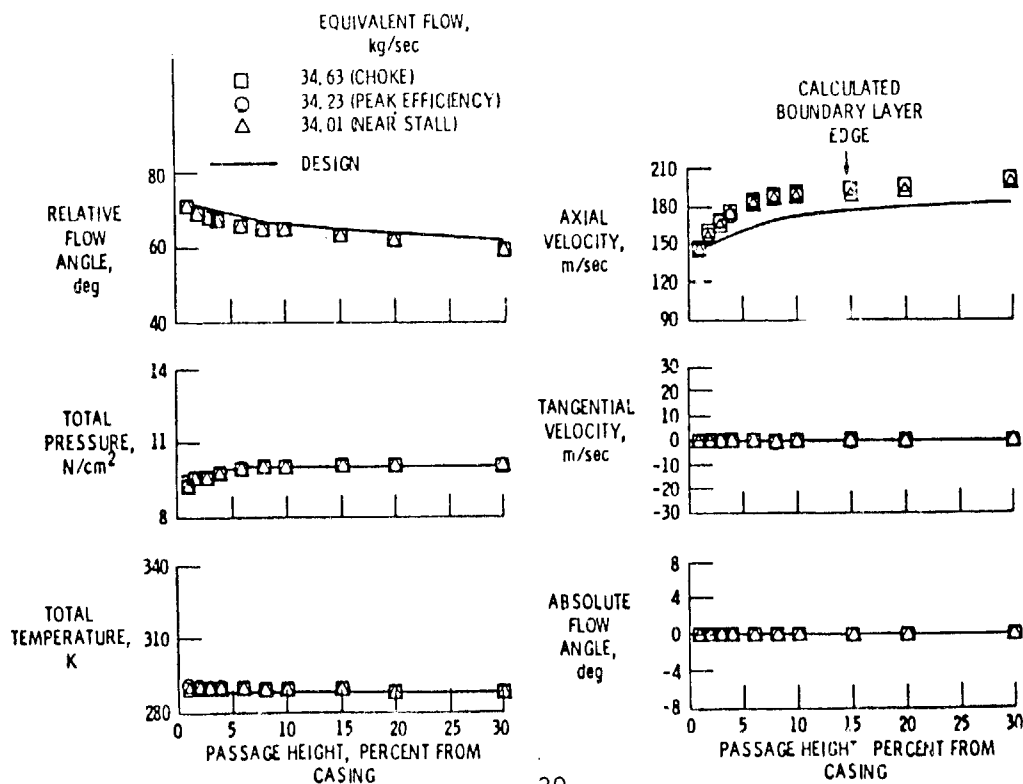 EQUIVALENT FLOW,
kg/sec
□ 34.63 (CHOKE)
○ 34.23 (PEAK EFFICIENCY)
△ 34.01 (NEAR STALL)
DESIGN
80
60
40
RELATIVE
FLOW
ANGLE,
deg
CALCULATED
BOUNDARY LAYER
EDGE
210
180
150
120
90
AXIAL
VELOCITY,
m/sec
14
11
8
TOTAL
PRESSURE,
N/cm²
30
20
10
0
-10
-20
-30
TANGENTIAL
VELOCITY,
m/sec
340
310
280
TOTAL
TEMPERATURE,
K
0 5 10 15 20 25 30
PASSAGE HEIGHT, PERCENT FROM
CASING
8
4
0
-4
-8
ABSOLUTE
FLOW
ANGLE,
deg
0 5 10 15 20 25 30
PASSAGE HEIGHT PERCENT FROM
CASING